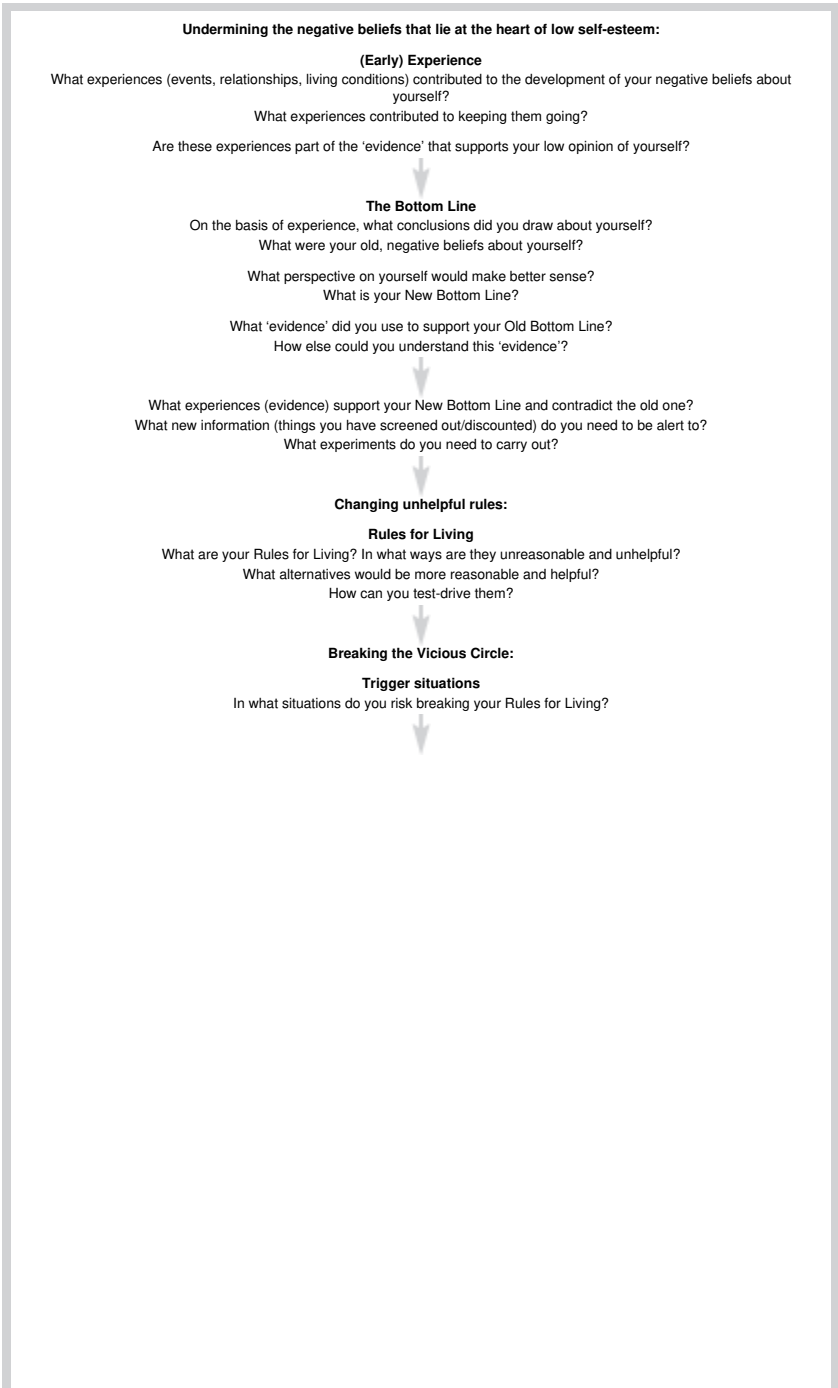 Undermining the negative beliefs that lie at the heart of low self-esteem:
(Early) Experience
What experiences (events, relationships, living conditions) contributed to the development of your negative beliefs about
yourself?
What experiences contributed to keeping them going?
Are these experiences part of the ‘evidence’ that supports your low opinion of yourself?
The Bottom Line
On the basis of experience, what conclusions did you draw about yourself?
What were your old, negative beliefs about yourself?
What perspective on yourself would make better sense?
What is your New Bottom Line?
What ‘evidence’ did you use to support your Old Bottom Line?
How else could you understand this ‘evidence’?
What experiences (evidence) support your New Bottom Line and contradict the old one?
What new information (things you have screened out/discounted) do you need to be alert to?
What experiments do you need to carry out?
Changing unhelpful rules:
Rules for Living
What are your Rules for Living? In what ways are they unreasonable and unhelpful?
What alternatives would be more reasonable and helpful?
How can you test-drive them?
Breaking the Vicious Circle:
Trigger situations
In what situations do you risk breaking your Rules for Living?